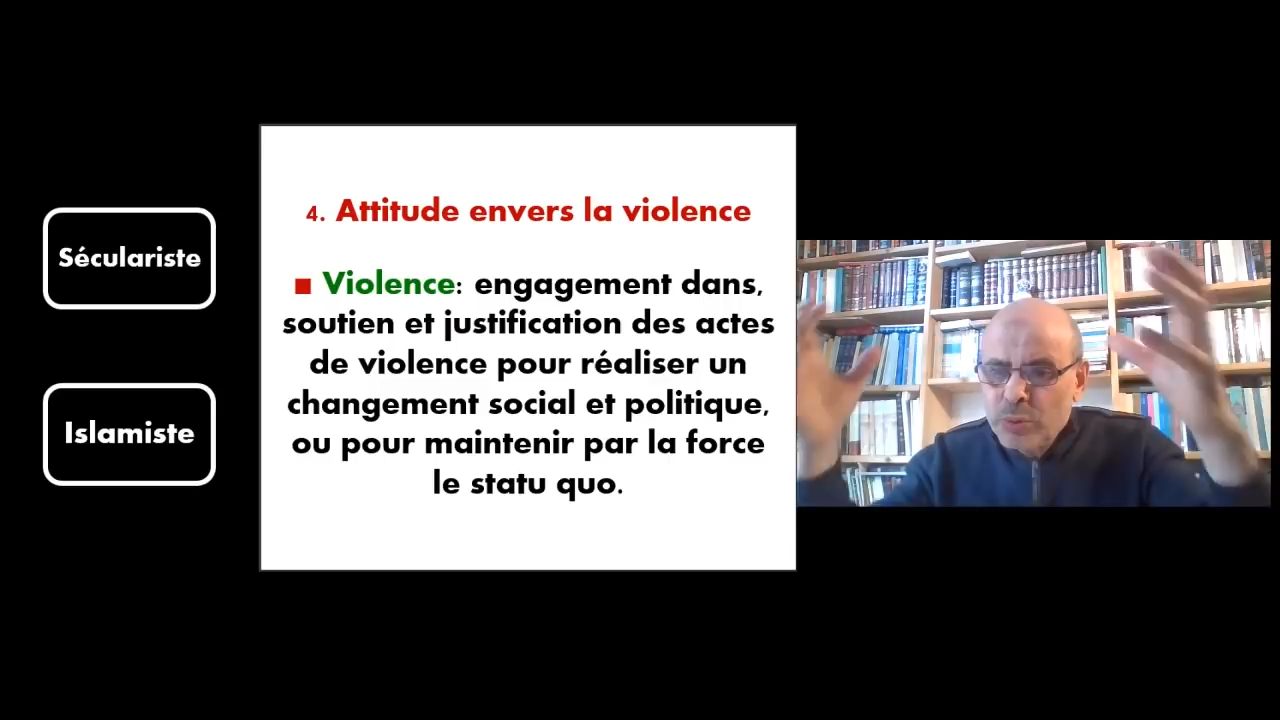 Séculariste
Islamiste
4. Attitude envers la violence
▪ Violence: engagement dans,
soutien et justification des actes
de violence pour réaliser un
changement social et politique,
ou pour maintenir par la force
le statu quo.